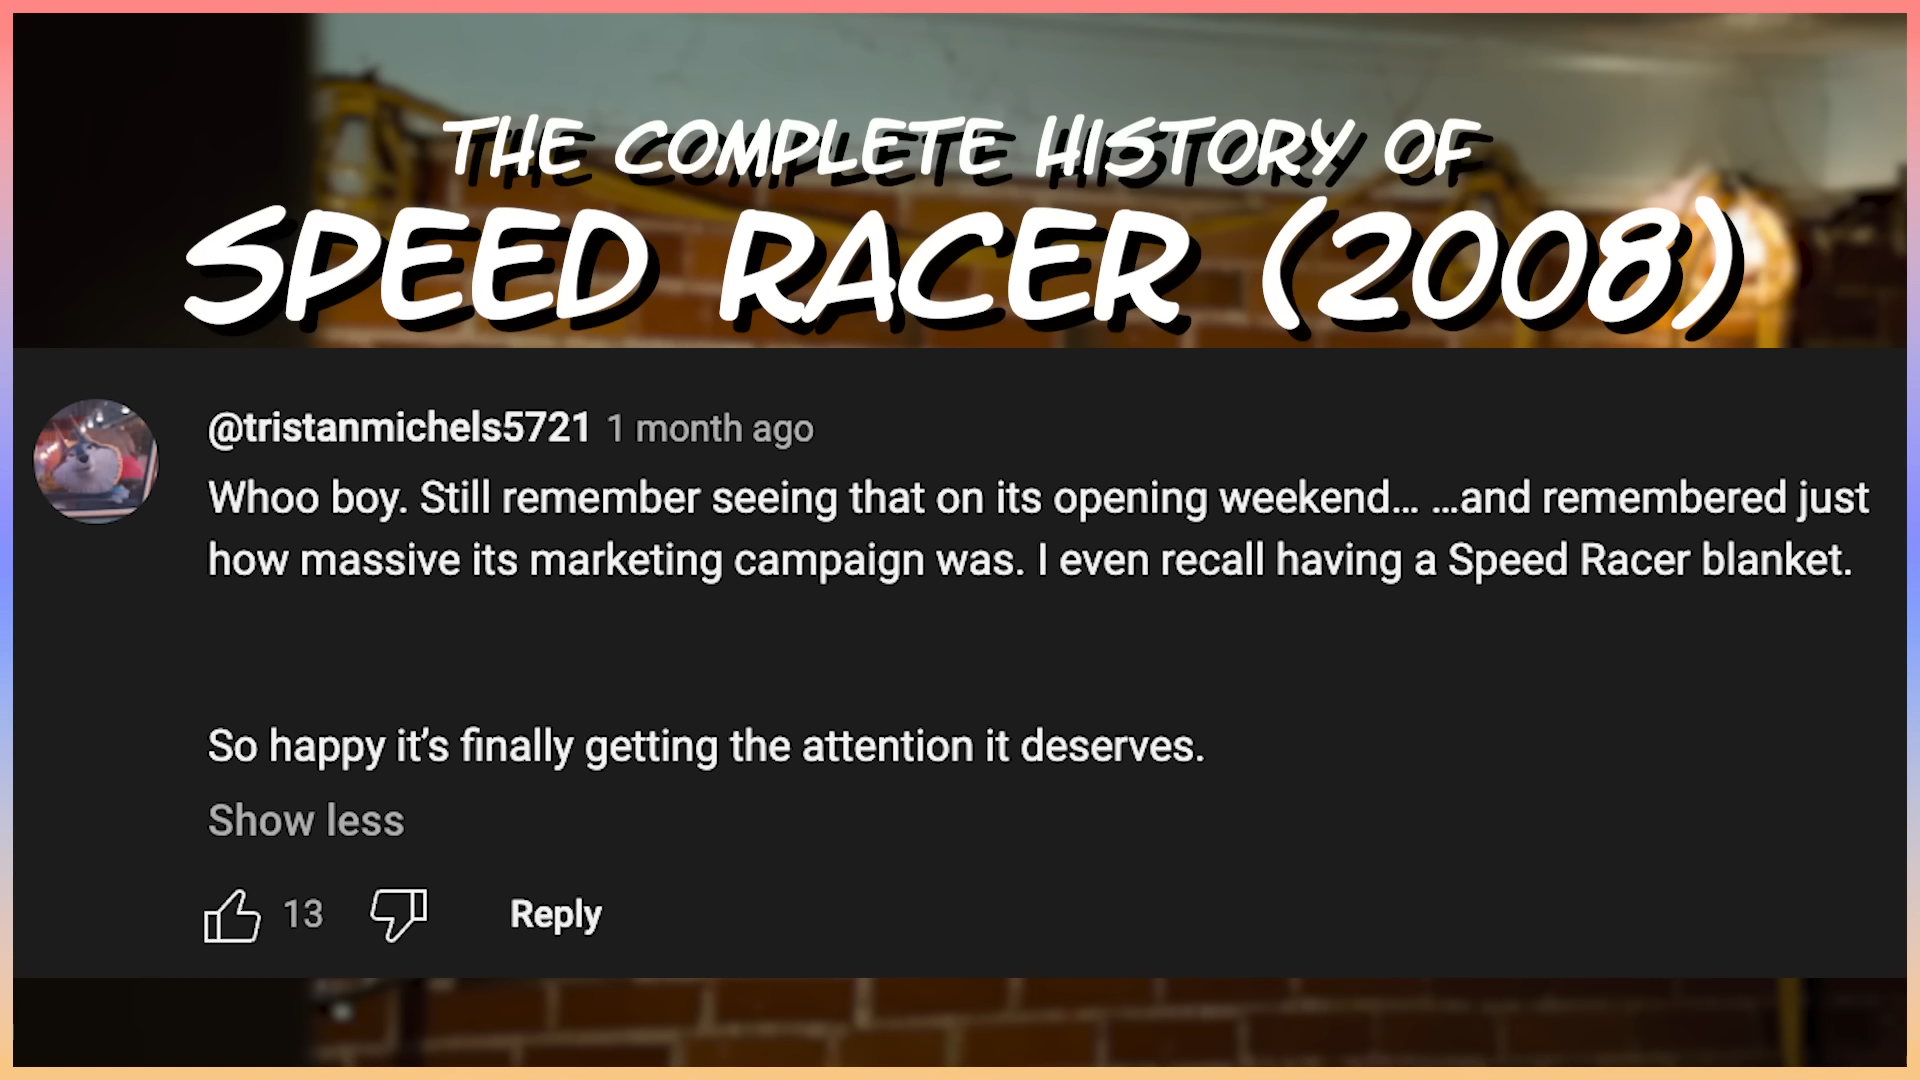 THE COMPLETE HISTORY OF
SPEED RACER (2008)
@tristanmichels5721 1 month ago
Whoo boy. Still remember seeing that on its opening weekend... ...and remembered just
how massive its marketing campaign was. I even recall having a Speed Racer blanket.
So happy it’s finally getting the attention it deserves.
Show less
13 Reply